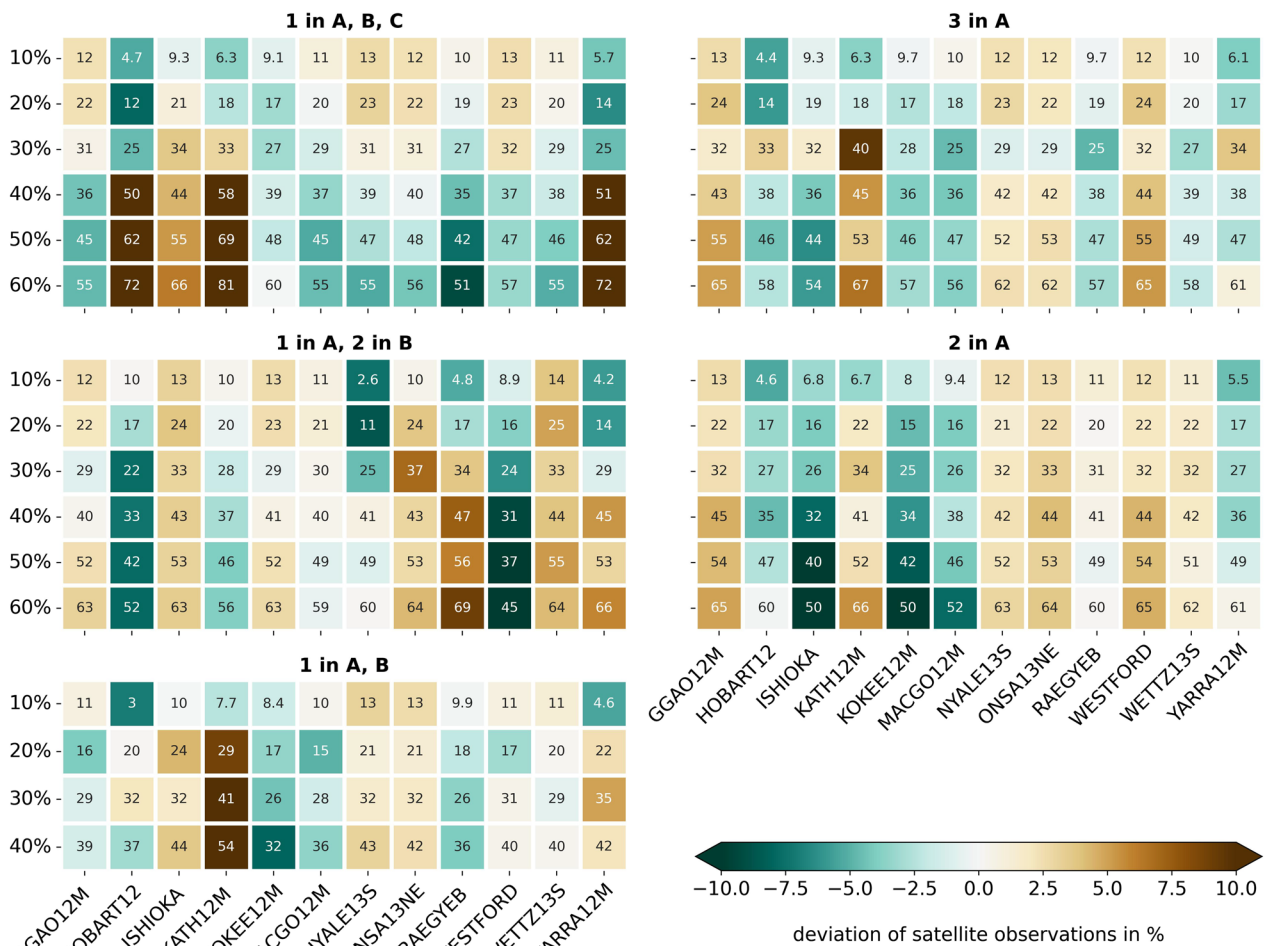 1 in A, B, C
10% 12 4.7 9.3 6.3 9.1 11 13 12 10 13 11 5.7
20% 22 12 21 18 17 20 23 22 19 23 20 14
30% 31 25 34 33 27 29 31 31 27 32 29 25
40% 36 50 44 58 39 37 39 40 35 37 38 51
50% 45 62 55 69 48 45 47 48 42 47 46 62
60% 55 72 66 81 60 55 55 56 51 57 55 72
3 in A
13 4.4 9.3 6.3 9.7 10 12 12 9.7 12 10 6.1
24 14 19 18 17 18 23 22 19 24 20 17
32 33 32 40 28 25 29 29 25 32 27 34
43 38 36 45 36 36 42 42 38 44 39 38
55 46 44 53 46 47 52 53 47 55 49 47
65 58 54 67 57 56 62 62 57 65 58 61
1 in A, 2 in B
10% 12 10 13 10 13 11 2.6 10 4.8 8.9 14 4.2
20% 22 17 24 20 23 21 11 24 17 16 25 14
30% 29 22 33 28 29 30 25 37 34 24 33 29
40% 40 33 43 37 41 40 41 43 47 31 44 45
50% 52 42 53 46 52 49 49 53 56 37 55 53
60% 63 52 63 56 63 59 60 64 69 45 64 66
2 in A
13 4.6 6.8 6.7 8 9.4 12 13 11 12 11 5.5
22 17 16 22 15 16 21 22 20 22 22 17
32 27 26 34 25 26 32 33 31 32 32 27
45 35 32 41 34 38 42 44 41 44 42 36
54 47 40 52 42 46 52 53 49 54 51 49
65 60 50 66 50 52 63 64 60 65 62 61
GGAO12M
HOBART12
ISHIOKA
KATH12M
KOKEE12M
MACGO12M
NYALE13S
ONSA13NE
RAEGYEB
WESTFORD
WETTZ13S
YARRA12M
1 in A, B
10% 11 3 10 7.7 8.4 10 13 13 9.9 11 11 4.6
20% 16 20 24 29 17 15 21 21 18 17 20 22
30% 29 32 32 41 26 28 32 32 26 31 29 35
40% 39 37 44 54 32 36 43 42 36 40 40 42
GAO12M
OBART12
ISHIOKA
KATH12M
OKEE12M
ACGO12M
NYALE13S
NSA13NE
RAEGYEB
ESTFORD
ETTZ13S
ARRA12M
−10.0 −7.5 −5.0 −2.5 0.0 2.5 5.0 7.5 10.0
deviation of satellite observations in %